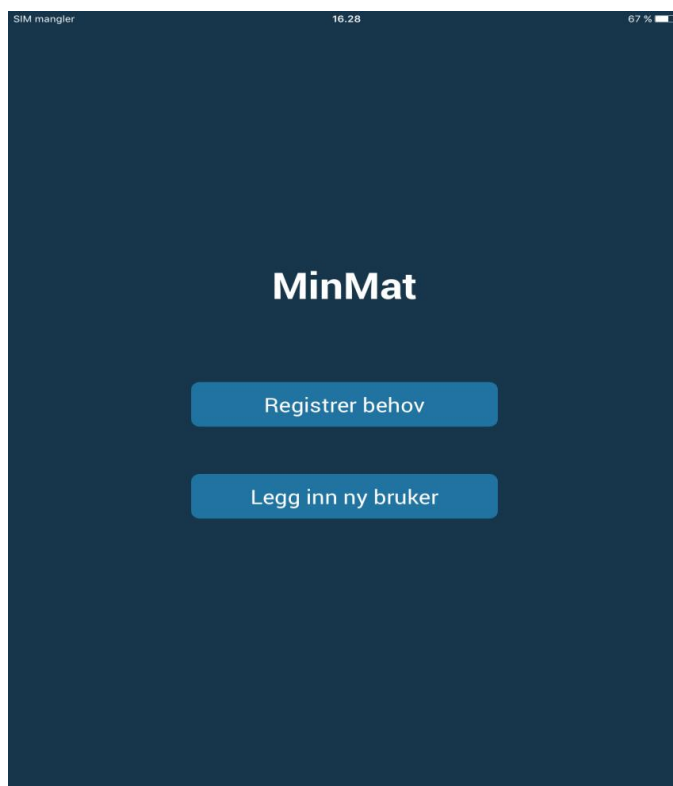 SIM mangler 16.28 67 %
MinMat
Registrer behov
Legg inn ny bruker